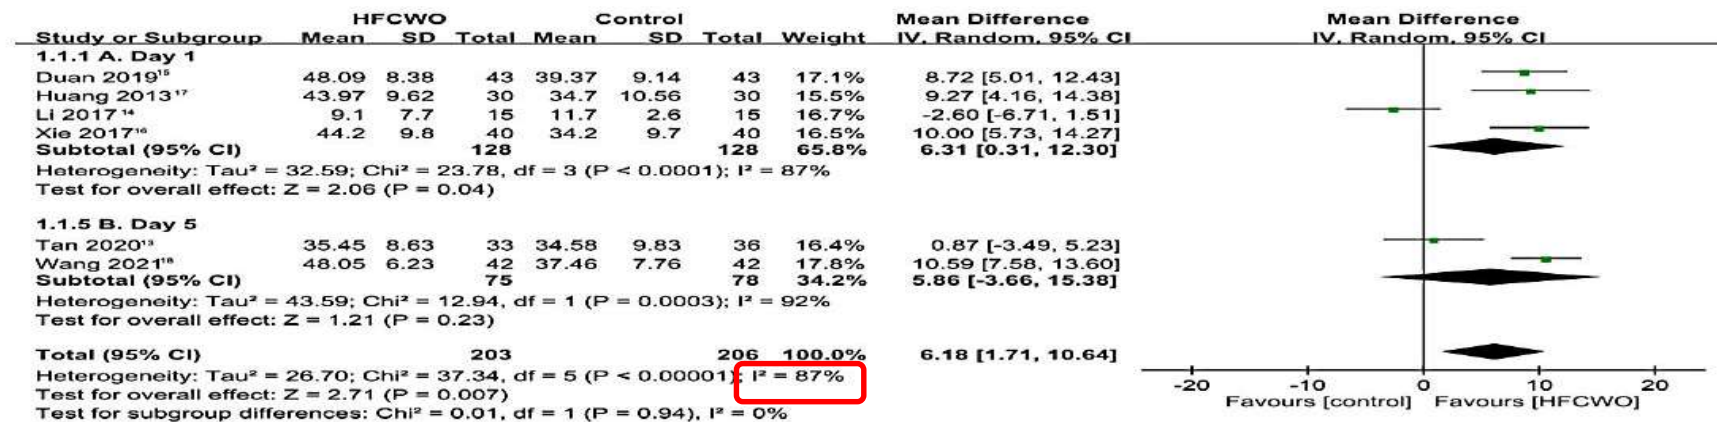 HFCWO Control Mean Difference Mean Difference
Study or Subgroup Mean SD Total Mean SD Total Weight IV, Random, 95% CI IV, Random, 95% CI
1.1.1 A. Day 1
Duan 2019¹⁵ 48.09 8.38 43 39.37 9.14 43 17.1% 8.72 [5.01, 12.43]
Huang 2013¹⁷ 43.97 9.62 30 34.7 10.56 30 15.5% 9.27 [4.16, 14.38]
Li 2017¹⁴ 9.1 7.7 15 11.7 2.6 15 16.7% -2.60 [-6.71, 1.51]
Xie 2017¹⁶ 44.2 9.8 40 34.2 9.7 40 16.5% 10.00 [5.73, 14.27]
Subtotal (95% CI) 128 128 65.8% 6.31 [0.31, 12.30]
Heterogeneity: Tau² = 32.59; Chi² = 23.78, df = 3 (P < 0.0001); I² = 87%
Test for overall effect: Z = 2.06 (P = 0.04)
1.1.5 B. Day 5
Tan 2020¹³ 35.45 8.63 33 34.58 9.83 36 16.4% 0.87 [-3.49, 5.23]
Wang 2021¹⁸ 48.05 6.23 42 37.46 7.76 42 17.8% 10.59 [7.58, 13.60]
Subtotal (95% CI) 75 78 34.2% 5.86 [-3.66, 15.38]
Heterogeneity: Tau² = 43.59; Chi² = 12.94, df = 1 (P = 0.0003); I² = 92%
Test for overall effect: Z = 1.21 (P = 0.23)
Total (95% CI) 203 206 100.0% 6.18 [1.71, 10.64]
Heterogeneity: Tau² = 26.70; Chi² = 37.34, df = 5 (P < 0.00001); I² = 87%
Test for overall effect: Z = 2.71 (P = 0.007)
Test for subgroup differences: Chi² = 0.01, df = 1 (P = 0.94), I² = 0%
-20 -10 0 10 20
Favours [control] Favours [HFCWO]